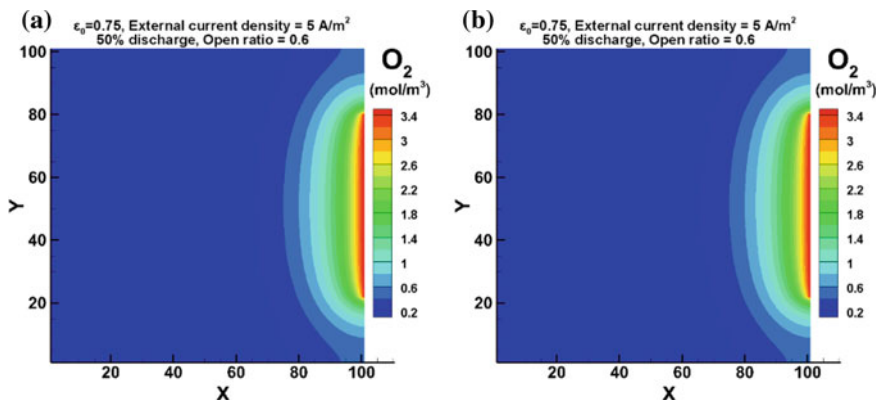 (a)
ε₀=0.75, External current density = 5 A/m²
50% discharge, Open ratio = 0.6
100
80
60
40
20
Y
20 40 60 80 100
X
O₂
(mol/m³)
3.4
3
2.6
2.2
1.8
1.4
1
0.6
0.2
(b)
ε₀=0.75, External current density = 5 A/m²
50% discharge, Open ratio = 0.6
100
80
60
40
20
Y
20 40 60 80 100
X
O₂
(mol/m³)
3.4
3
2.6
2.2
1.8
1.4
1
0.6
0.2